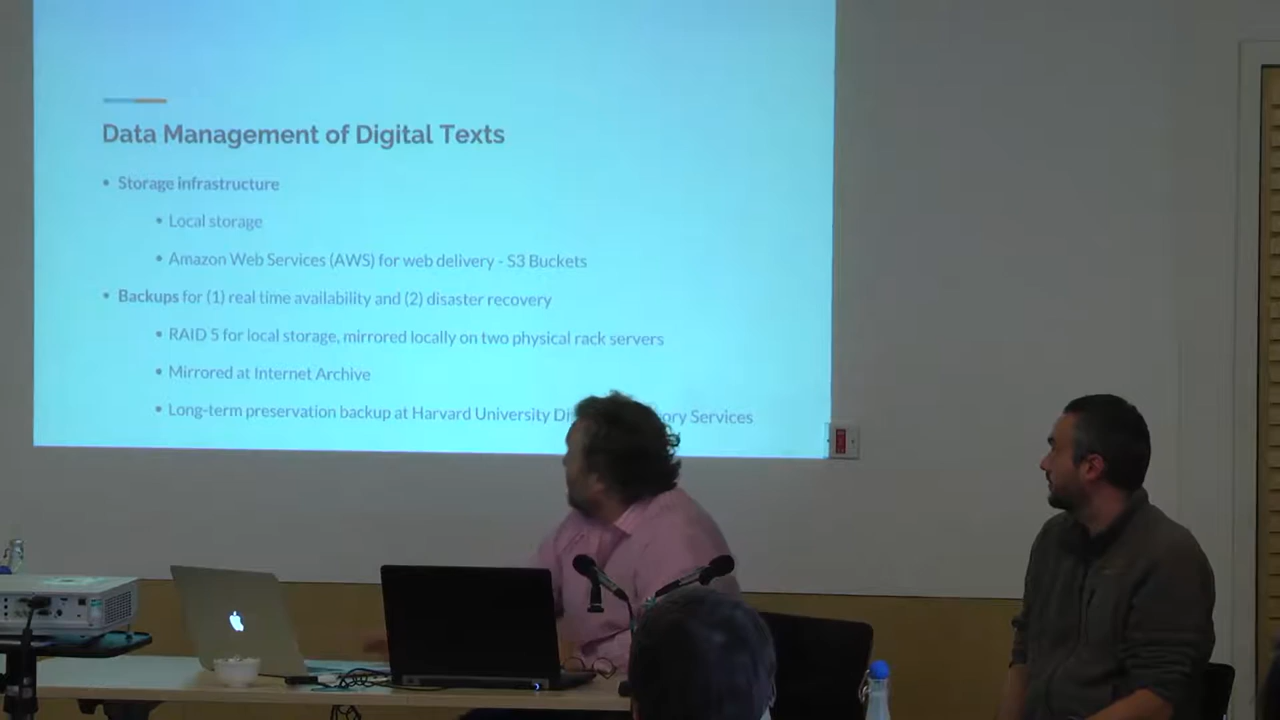 Data Management of Digital Texts
• Storage infrastructure
• Local storage
• Amazon Web Services (AWS) for web delivery - S3 Buckets
• Backups for (1) real time availability and (2) disaster recovery
• RAID 5 for local storage, mirrored locally on two physical rack servers
• Mirrored at Internet Archive
• Long-term preservation backup at Harvard University Services